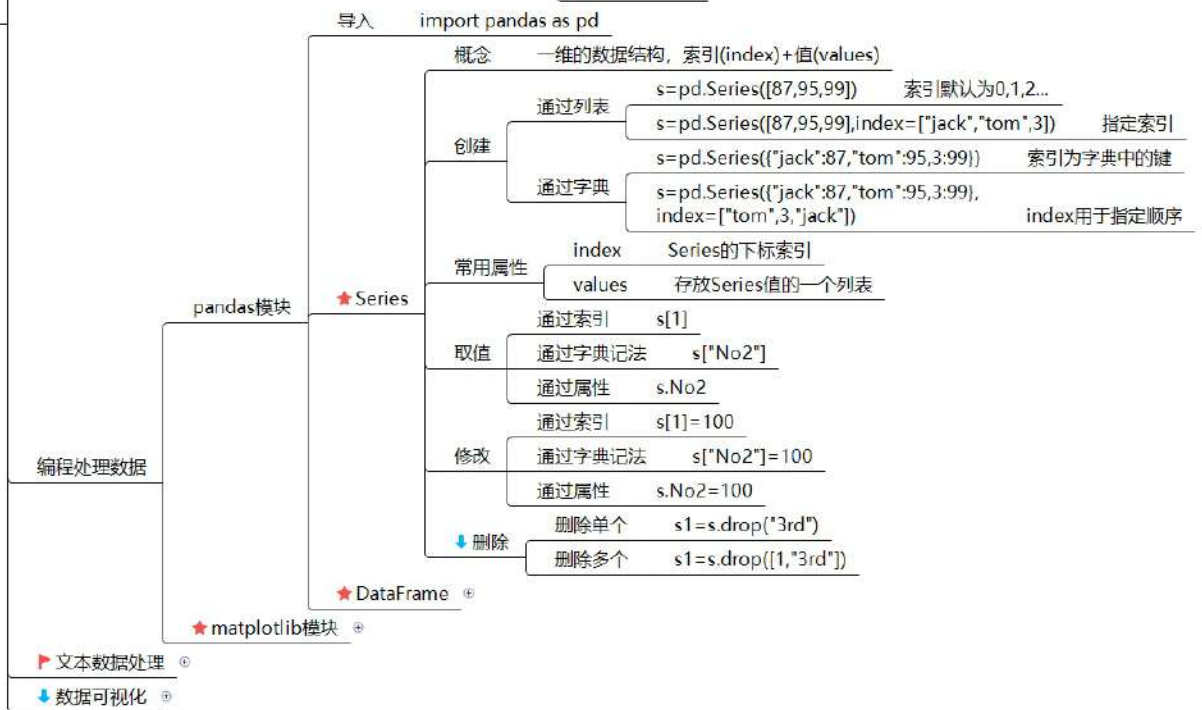 导入 import pandas as pd
概念 一维的数据结构，索引(index)+值(values)
s=pd.Series([87,95,99]) 索引默认为0,1,2...
通过列表
s=pd.Series([87,95,99],index=["jack","tom",3]) 指定索引
创建
s=pd.Series({"jack":87,"tom":95,3:99}) 索引为字典中的键
通过字典
s=pd.Series({"jack":87,"tom":95,3:99},
index=["tom",3,"jack"]) index用于指定顺序
index Series的下标索引
常用属性
values 存放Series值的一个列表
Series
pandas模块
通过索引 s[1]
取值 通过字典记法 s["No2"]
通过属性 s.No2
通过索引 s[1]=100
修改 通过字典记法 s["No2"]=100
编程处理数据
通过属性 s.No2=100
删除单个 s1=s.drop("3rd")
删除
删除多个 s1=s.drop([1,"3rd"])
DataFrame
matplotlib模块
文本数据处理
数据可视化